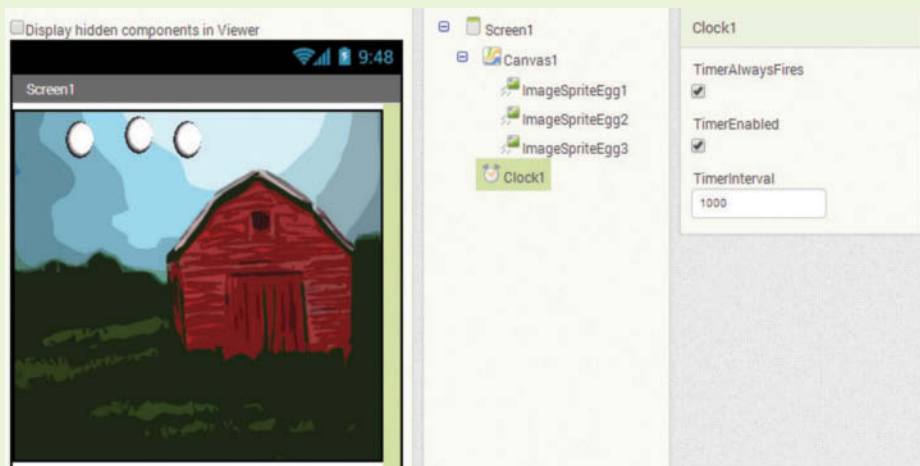 Display hidden components in Viewer
9:48
Screen1
Screen1
Canvas1
ImageSpriteEgg1
ImageSpriteEgg2
ImageSpriteEgg3
Clock1
Clock1
TimerAlwaysFires
TimerEnabled
TimerInterval
1000